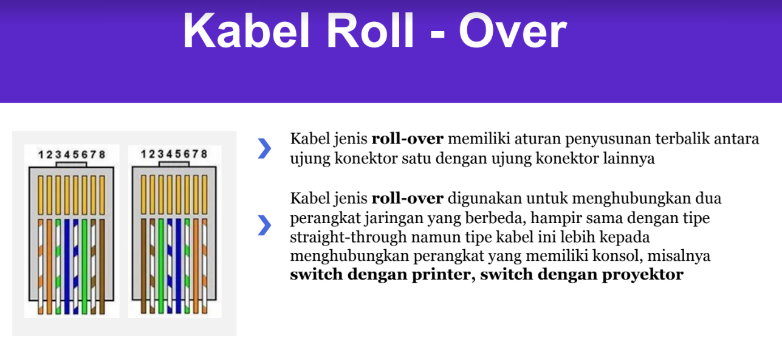 Kabel Roll - Over
12345678
12345678
Kabel jenis roll-over memiliki aturan penyusunan terbalik antara
ujung konektor satu dengan ujung konektor lainnya
Kabel jenis roll-over digunakan untuk menghubungkan dua
perangkat jaringan yang berbeda, hampir sama dengan tipe
straight-through namun tipe kabel ini lebih kepada
menghubungkan perangkat yang memiliki konsol, misalnya
switch dengan printer, switch dengan proyektor